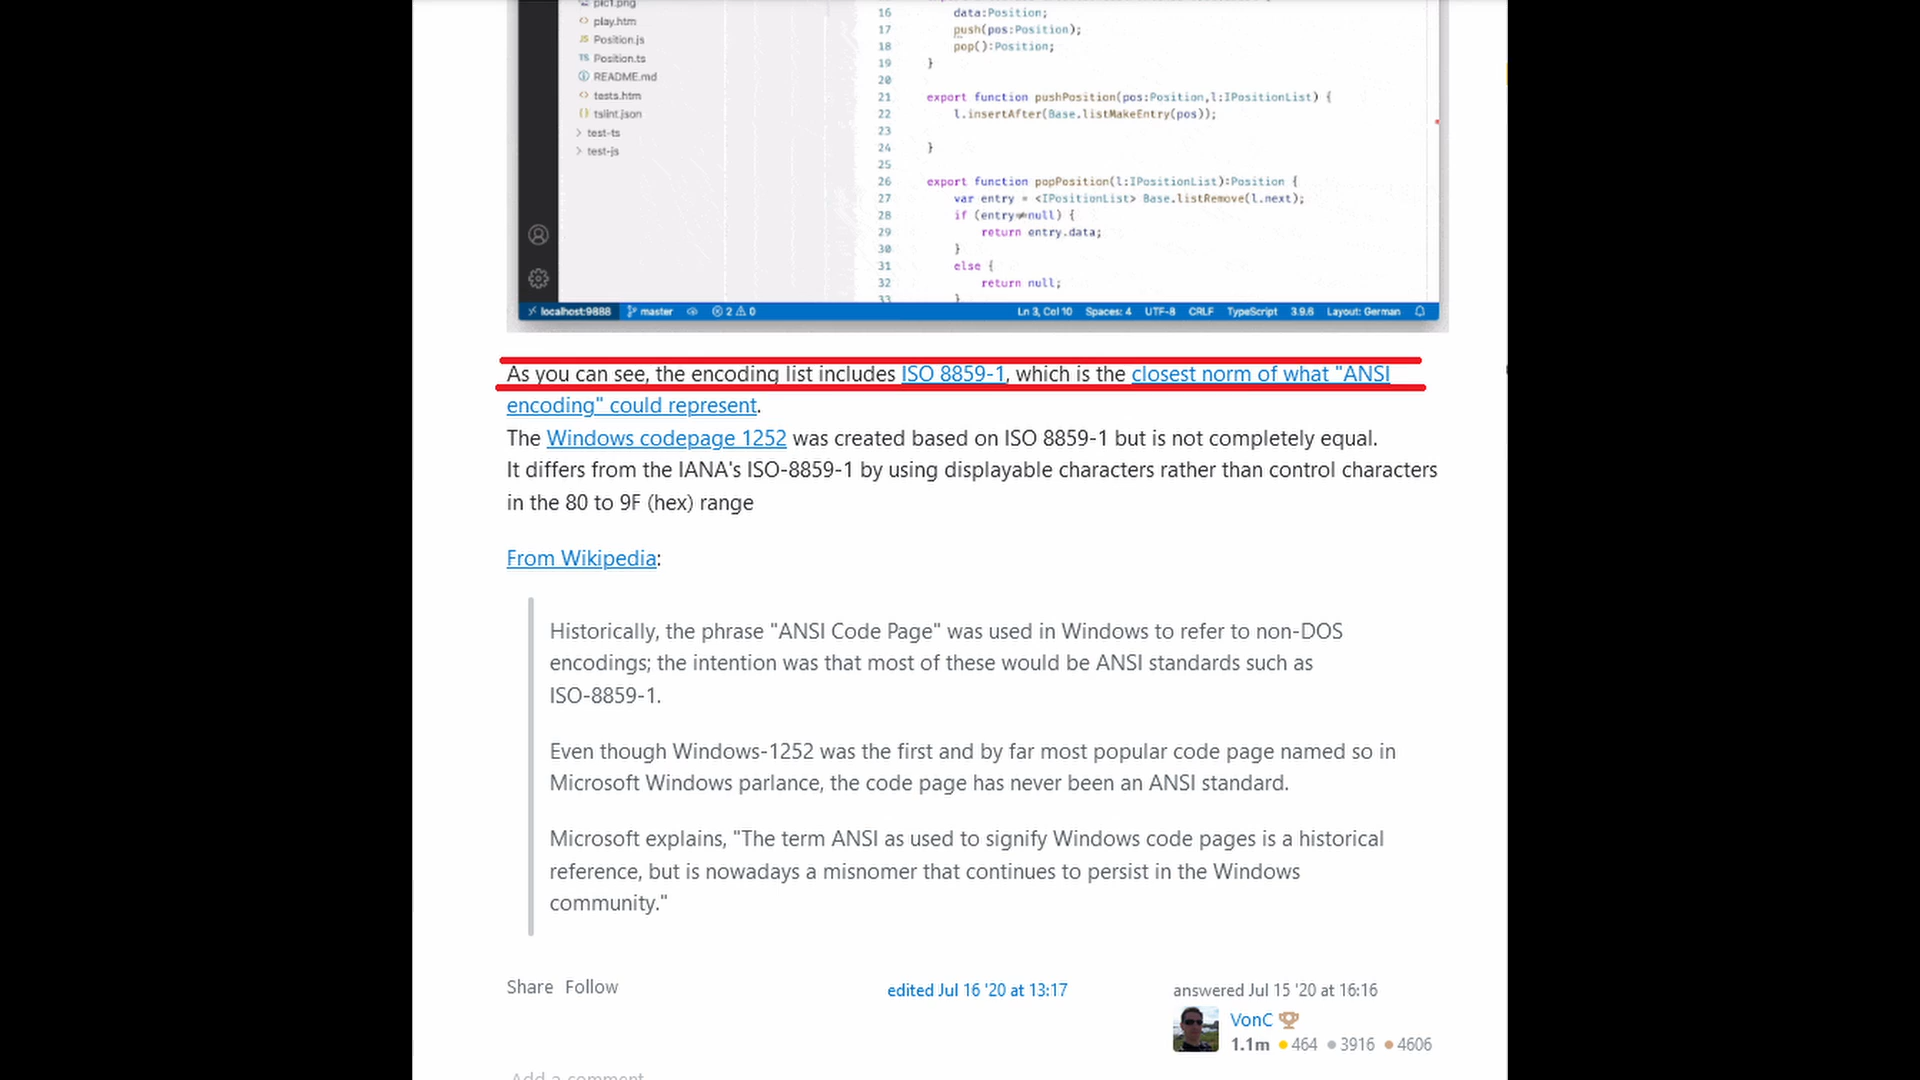 pic1.png
play.htm
JS Position.js
TS Position.ts
README.md
tests.htm
tslint.json
test-ts
test-js
16 data:Position;
17 push(pos:Position);
18 pop():Position;
19 }
20
21 export function pushPosition(pos:Position,l:IPositionList) {
22 l.insertAfter(Base.listMakeEntry(pos));
23
24 }
25
26 export function popPosition(l:IPositionList):Position {
27 var entry = <IPositionList> Base.listRemove(l.next);
28 if (entry≠null) {
29 return entry.data;
30 }
31 else {
32 return null;
33 }
localhost:9888 master 2 0 Ln 3, Col 10 Spaces: 4 UTF-8 CRLF TypeScript 3.9.6 Layout: German
As you can see, the encoding list includes ISO 8859-1, which is the closest norm of what "ANSI
encoding" could represent.
The Windows codepage 1252 was created based on ISO 8859-1 but is not completely equal.
It differs from the IANA's ISO-8859-1 by using displayable characters rather than control characters
in the 80 to 9F (hex) range
From Wikipedia:
Historically, the phrase "ANSI Code Page" was used in Windows to refer to non-DOS
encodings; the intention was that most of these would be ANSI standards such as
ISO-8859-1.
Even though Windows-1252 was the first and by far most popular code page named so in
Microsoft Windows parlance, the code page has never been an ANSI standard.
Microsoft explains, "The term ANSI as used to signify Windows code pages is a historical
reference, but is nowadays a misnomer that continues to persist in the Windows
community."
Share Follow edited Jul 16 '20 at 13:17 answered Jul 15 '20 at 16:16
VonC
1.1m 464 3916 4606
Add a comment